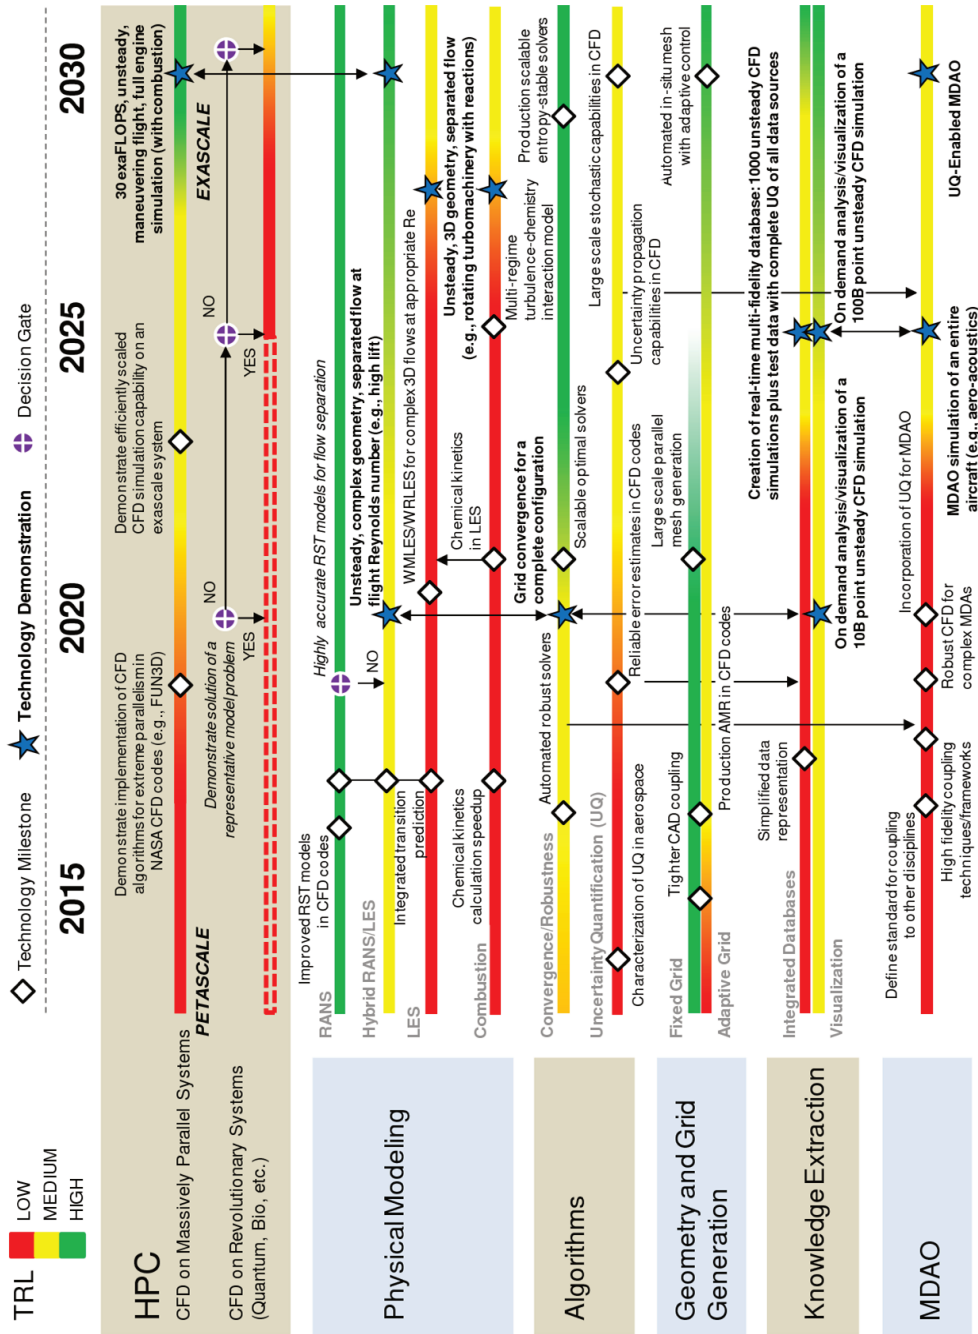 TRL
LOW
MEDIUM
HIGH
Technology Milestone
Technology Demonstration
Decision Gate
2015
2020
2025
2030
HPC
CFD on Massively Parallel Systems
PETASCALE
Demonstrate implementation of CFD
algorithms for extreme parallelism in
NASA CFD codes (e.g., FUN3D)
Demonstrate efficiently scaled
CFD simulation capability on an
exascale system
30 exaFLOPS, unsteady,
maneuvering flight, full engine
simulation (with combustion)
EXASCALE
CFD on Revolutionary Systems
(Quantum, Bio, etc.)
Demonstrate solution of a
representative model problem
YES
NO
YES
NO
Physical Modeling
RANS
Improved RST models
in CFD codes
Highly accurate RST models for flow separation
NO
Hybrid RANS/LES
Integrated transition
prediction
Unsteady, complex geometry, separated flow at
flight Reynolds number (e.g., high lift)
LES
WMLES/WRLES for complex 3D flows at appropriate Re
Chemical kinetics
in LES
Unsteady, 3D geometry, separated flow
(e.g., rotating turbomachinery with reactions)
Combustion
Chemical kinetics
calculation speedup
Multi-regime
turbulence-chemistry
interaction model
Algorithms
Convergence/Robustness
Automated robust solvers
Grid convergence for a
complete configuration
Scalable optimal solvers
Production scalable
entropy-stable solvers
Uncertainty Quantification (UQ)
Characterization of UQ in aerospace
Reliable error estimates in CFD codes
Uncertainty propagation
capabilities in CFD
Large scale stochastic capabilities in CFD
Geometry and Grid
Generation
Fixed Grid
Tighter CAD coupling
Large scale parallel
mesh generation
Automated in-situ mesh
with adaptive control
Adaptive Grid
Production AMR in CFD codes
Knowledge Extraction
Integrated Databases
Simplified data
representation
Creation of real-time multi-fidelity database: 1000 unsteady CFD
simulations plus test data with complete UQ of all data sources
Visualization
On demand analysis/visualization of a
10B point unsteady CFD simulation
On demand analysis/visualization of a
100B point unsteady CFD simulation
MDAO
Define standard for coupling
to other disciplines
High fidelity coupling
techniques/frameworks
Incorporation of UQ for MDAO
Robust CFD for
complex MDAs
MDAO simulation of an entire
aircraft (e.g., aero-acoustics)
UQ-Enabled MDAO